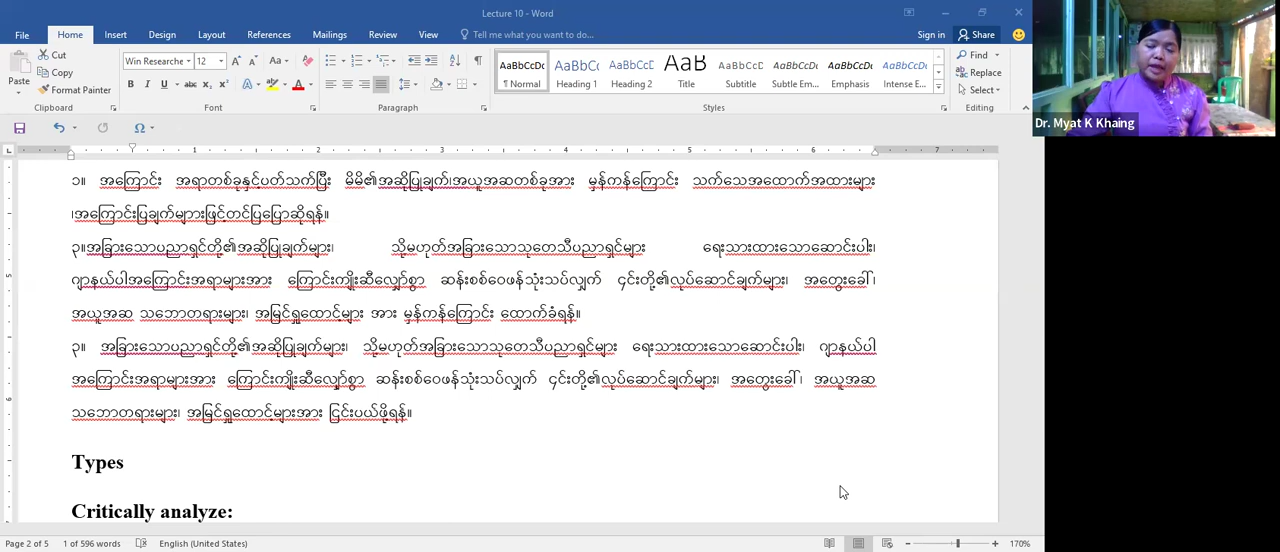 Lecture 10 - Word
File Home Insert Design Layout References Mailings Review View Tell me what you want to do... Sign in Share
Cut
Copy
Format Painter
Paste
Win Researche 12
AaBbCcDc AaBbCc AaBbCcD AaB AaBbCcD AaBbCcDc AaBbCcDc AaBbCcDc
¶ Normal Heading 1 Heading 2 Title Subtitle Subtle Em... Emphasis Intense E...
Find
Replace
Select
Clipboard Font Paragraph Styles Editing
Dr. Myat K Khaing
1 2 3 4 5 6 7
၁။ အကြောင်း အရာတစ်ခုနှင့်ပတ်သက်ပြီး မိမိ၏အဆိုပြုချက်၊အယူအဆတစ်ခုအား မှန်ကန်ကြောင်း သက်သေအထောက်အထားများ
၊အကြောင်းပြချက်များဖြင့်တင်ပြပြောဆိုရန်။
၃။အခြားသောပညာရှင်တို့၏အဆိုပြုချက်များ၊ သို့မဟုတ်အခြားသောသုတေသီပညာရှင်များ ရေးသားထားသောဆောင်းပါး၊
ဂျာနယ်ပါအကြောင်းအရာများအား ကြောင်းကျိုးဆီလျှော်စွာ ဆန်းစစ်ဝေဖန်သုံးသပ်လျှက် ၄င်းတို့၏လုပ်ဆောင်ချက်များ၊ အတွေးခေါ်၊
အယူအဆ သဘောတရားများ၊ အမြင်ရှုထောင့်များ အား မှန်ကန်ကြောင်း ထောက်ခံရန်။
၃။ အခြားသောပညာရှင်တို့၏အဆိုပြုချက်များ၊ သို့မဟုတ်အခြားသောသုတေသီပညာရှင်များ ရေးသားထားသောဆောင်းပါး၊ ဂျာနယ်ပါ
အကြောင်းအရာများအား ကြောင်းကျိုးဆီလျှော်စွာ ဆန်းစစ်ဝေဖန်သုံးသပ်လျှက် ၄င်းတို့၏လုပ်ဆောင်ချက်များ၊ အတွေးခေါ်၊ အယူအဆ
သဘောတရားများ၊ အမြင်ရှုထောင့်များအား ငြင်းပယ်ဖို့ရန်။
Types
Critically analyze:
Page 2 of 5 1 of 596 words English (United States) 170%